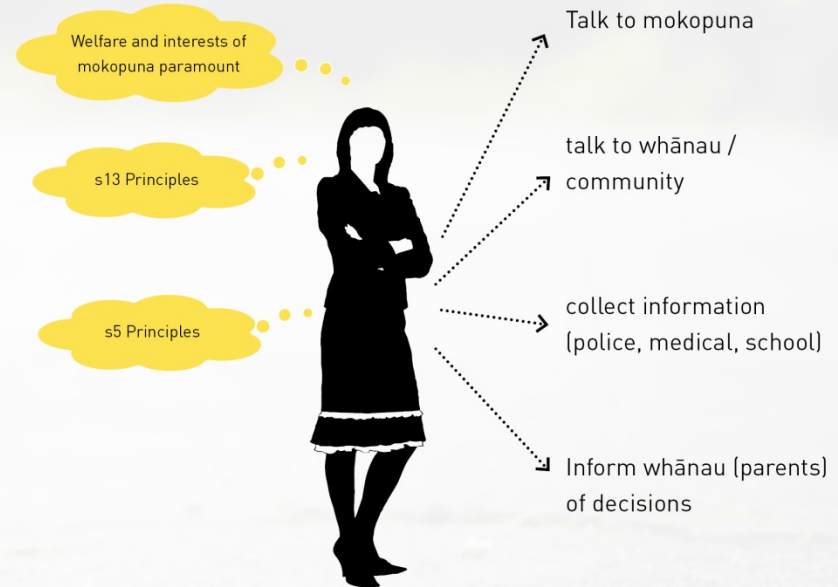 Welfare and interests of
mokopuna paramount
s13 Principles
s5 Principles
Talk to mokopuna
talk to whānau /
community
collect information
(police, medical, school)
Inform whānau (parents)
of decisions